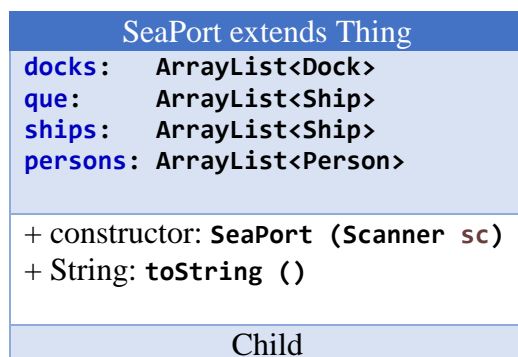 SeaPort extends Thing
docks: ArrayList<Dock>
que: ArrayList<Ship>
ships: ArrayList<Ship>
persons: ArrayList<Person>
+ constructor: SeaPort (Scanner sc)
+ String: toString ()
Child